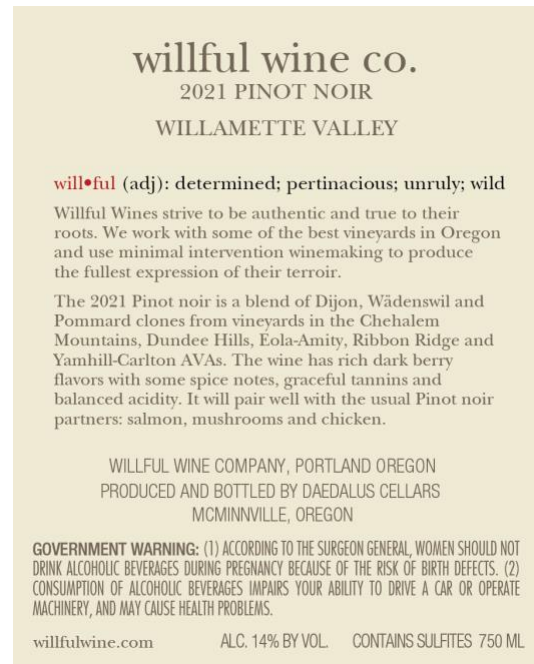 willful wine co.
2021 PINOT NOIR
WILLAMETTE VALLEY
will•ful (adj): determined; pertinacious; unruly; wild
Willful Wines strive to be authentic and true to their
roots. We work with some of the best vineyards in Oregon
and use minimal intervention winemaking to produce
the fullest expression of their terroir.
The 2021 Pinot noir is a blend of Dijon, Wädenswil and
Pommard clones from vineyards in the Chehalem
Mountains, Dundee Hills, Eola-Amity, Ribbon Ridge and
Yamhill-Carlton AVAs. The wine has rich dark berry
flavors with some spice notes, graceful tannins and
balanced acidity. It will pair well with the usual Pinot noir
partners: salmon, mushrooms and chicken.
WILLFUL WINE COMPANY, PORTLAND OREGON
PRODUCED AND BOTTLED BY DAEDALUS CELLARS
MCMINNVILLE, OREGON
GOVERNMENT WARNING: (1) ACCORDING TO THE SURGEON GENERAL, WOMEN SHOULD NOT
DRINK ALCOHOLIC BEVERAGES DURING PREGNANCY BECAUSE OF THE RISK OF BIRTH DEFECTS. (2)
CONSUMPTION OF ALCOHOLIC BEVERAGES IMPAIRS YOUR ABILITY TO DRIVE A CAR OR OPERATE
MACHINERY, AND MAY CAUSE HEALTH PROBLEMS.
willfulwine.com ALC. 14% BY VOL. CONTAINS SULFITES 750 ML